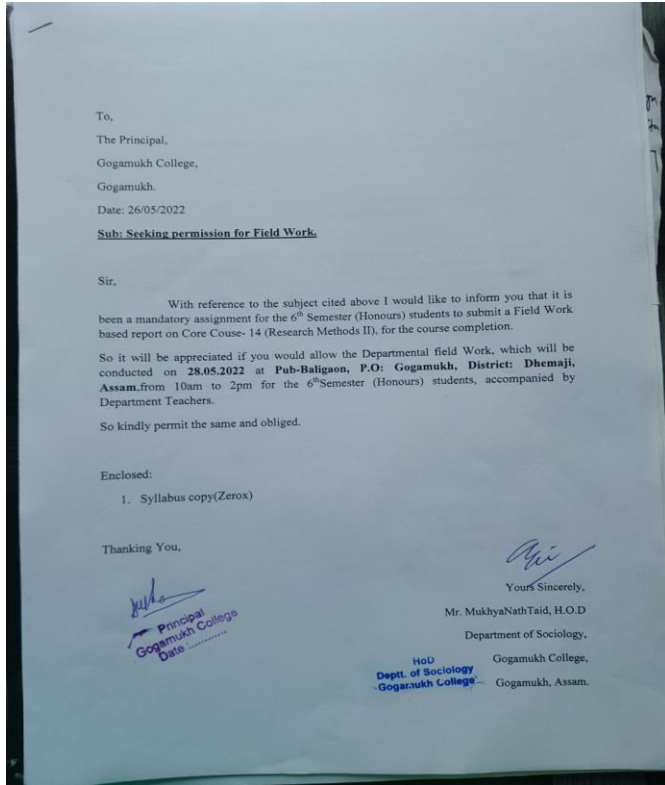 To,
The Principal,
Gogamukh College,
Gogamukh.
Date: 26/05/2022
Sub: Seeking permission for Field Work.
Sir,
With reference to the subject cited above I would like to inform you that it is
been a mandatory assignment for the 6th Semester (Honours) students to submit a Field Work
based report on Core Couse- 14 (Research Methods II), for the course completion.
So it will be appreciated if you would allow the Departmental field Work, which will be
conducted on 28.05.2022 at Pub-Baligaon, P.O: Gogamukh, District: Dhemaji,
Assam,from 10am to 2pm for the 6thSemester (Honours) students, accompanied by
Department Teachers.
So kindly permit the same and obliged.
Enclosed:
1. Syllabus copy(Zerox)
Thanking You,
Yours Sincerely,
Mr. MukhyaNathTaid, H.O.D
Department of Sociology,
Gogamukh College,
Gogamukh, Assam.
Principal
Gogamukh College
Date ............
HoD
Deptt. of Sociology
Gogamukh College